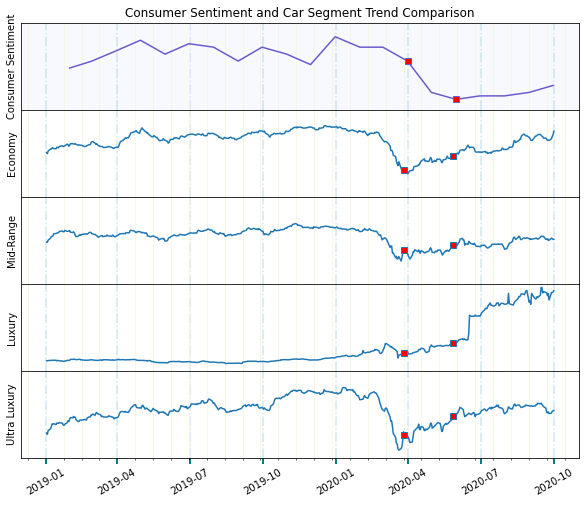 Consumer Sentiment and Car Segment Trend Comparison
Consumer Sentiment
Economy
Mid-Range
Luxury
Ultra Luxury
2019-01
2019-04
2019-07
2019-10
2020-01
2020-04
2020-07
2020-10